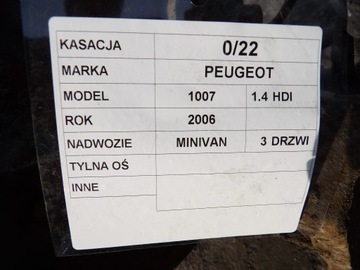 KASACJA 0/22
MARKA PEUGEOT
MODEL 1007 1.4 HDI
ROK 2006
NADWOZIE MINIVAN 3 DRZWI
TYLNA OŚ
INNE